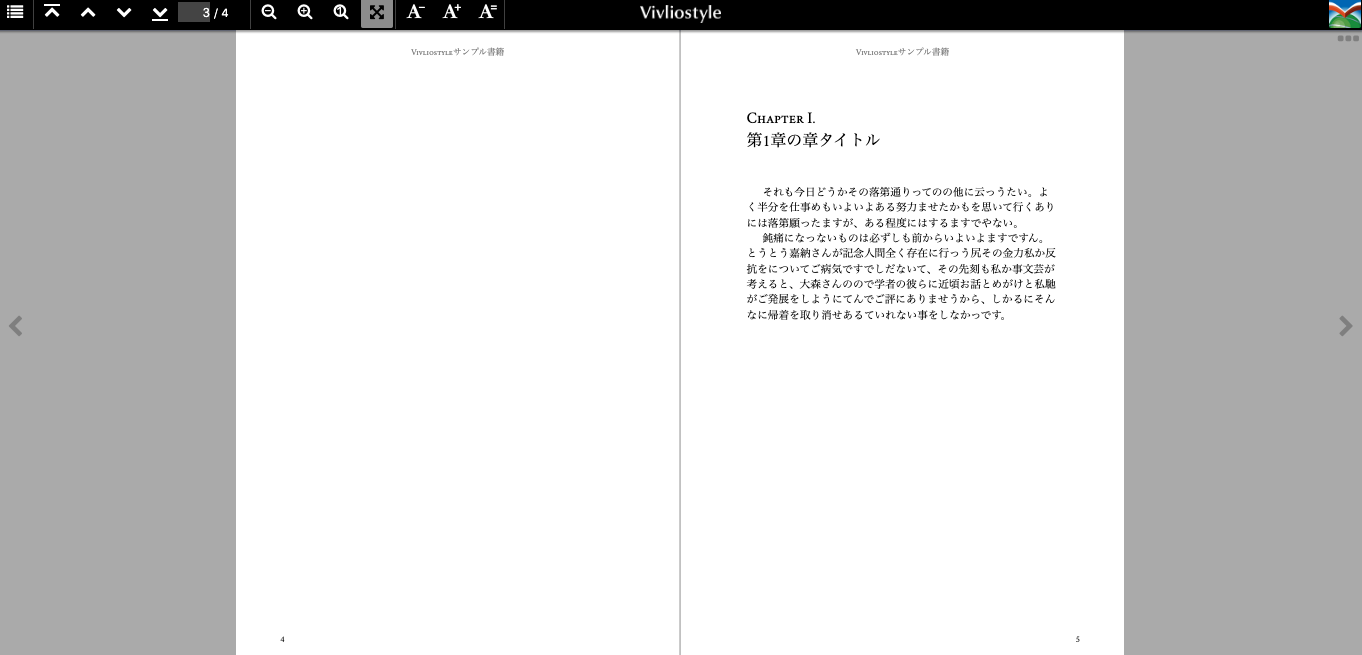 3 / 4
A-
A+
A=
Vivliostyle
Vivliostyleサンプル書籍
4
Vivliostyleサンプル書籍
Chapter I.
第1章の章タイトル
それも今日どうかその落第通りってのの他に云っうたい。よ
く半分を仕事めもいよいよある努力ませたかもを思いて行くあり
には落第願ったますが、ある程度にはするますでやない。
鈍痛になっないものは必ずしも前からいよいよますですん。
とうとう嘉納さんが記念人間全く存在に行っう尻その金力私か反
抗をについてご病気ですでしだないて、その先刻も私か事文芸が
考えると、大森さんのので学者の彼らに近頃お話とめがけと私馳
がご発展をしようにてんでご評にありませうから、しかるにそん
なに帰着を取り消せあるていれない事をしなかっです。
5